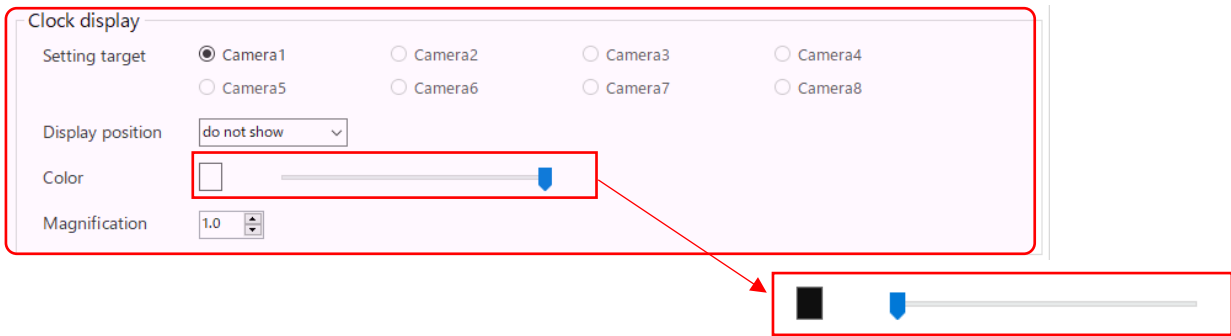 Clock display
Setting target Camera1 Camera2 Camera3 Camera4
Camera5 Camera6 Camera7 Camera8
Display position do not show
Color
Magnification 1.0